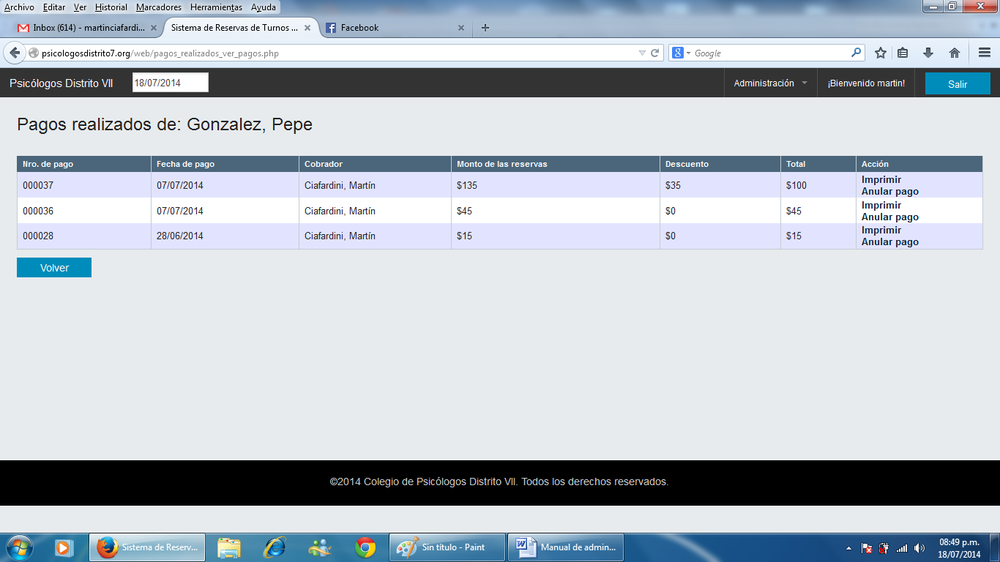 Archivo Editar Ver Historial Marcadores Herramientas Ayuda
Inbox (614) - martinciafardi... Sistema de Reservas de Turnos ... Facebook
psicologosdistrito7.org/web/pagos_realizados_ver_pagos.php Google
Psicólogos Distrito VII 18/07/2014 Administración ¡Bienvenido martin! Salir
Pagos realizados de: Gonzalez, Pepe
Nro. de pago Fecha de pago Cobrador Monto de las reservas Descuento Total Acción
000037 07/07/2014 Ciafardini, Martín $135 $35 $100 Imprimir
Anular pago
000036 07/07/2014 Ciafardini, Martín $45 $0 $45 Imprimir
Anular pago
000028 28/06/2014 Ciafardini, Martín $15 $0 $15 Imprimir
Anular pago
Volver
©2014 Colegio de Psicólogos Distrito VII. Todos los derechos reservados.
Sistema de Reserv... Sin título - Paint Manual de admin... 08:49 p.m.
18/07/2014